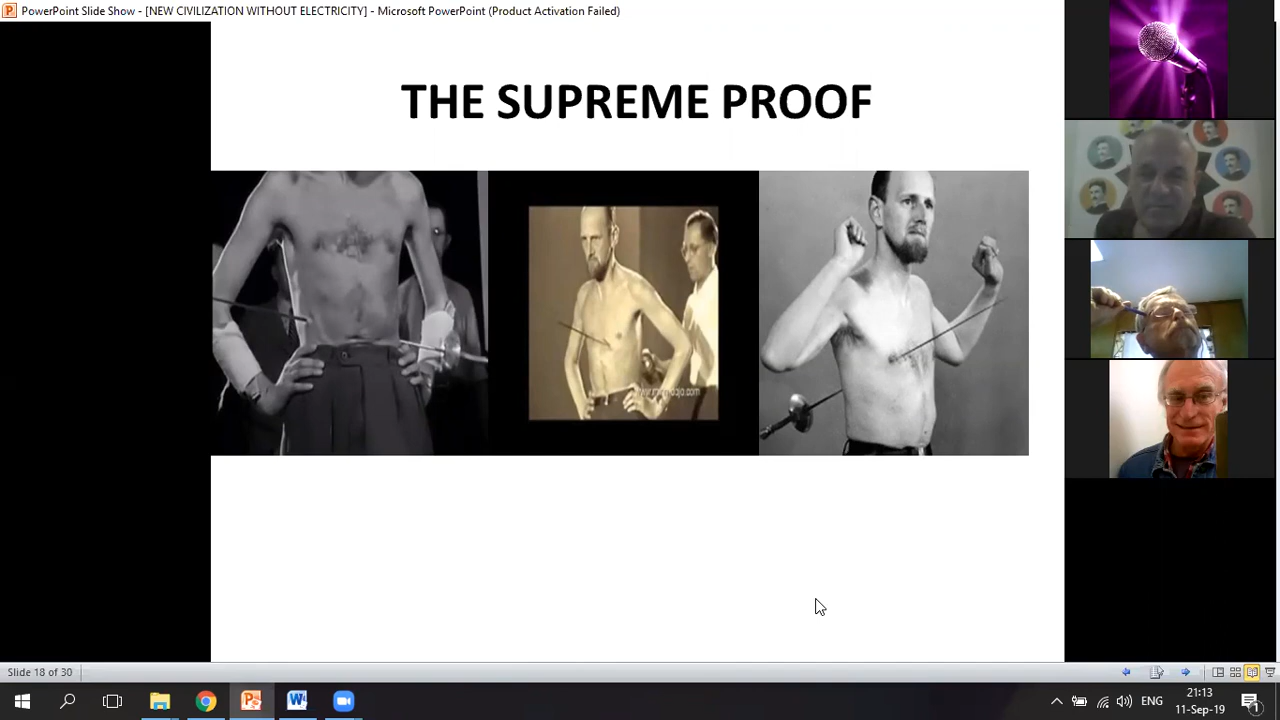 PowerPoint Slide Show - [NEW CIVILIZATION WITHOUT ELECTRICITY] - Microsoft PowerPoint (Product Activation Failed)
THE SUPREME PROOF
Slide 18 of 30
ENG
21:13
11-Sep-19